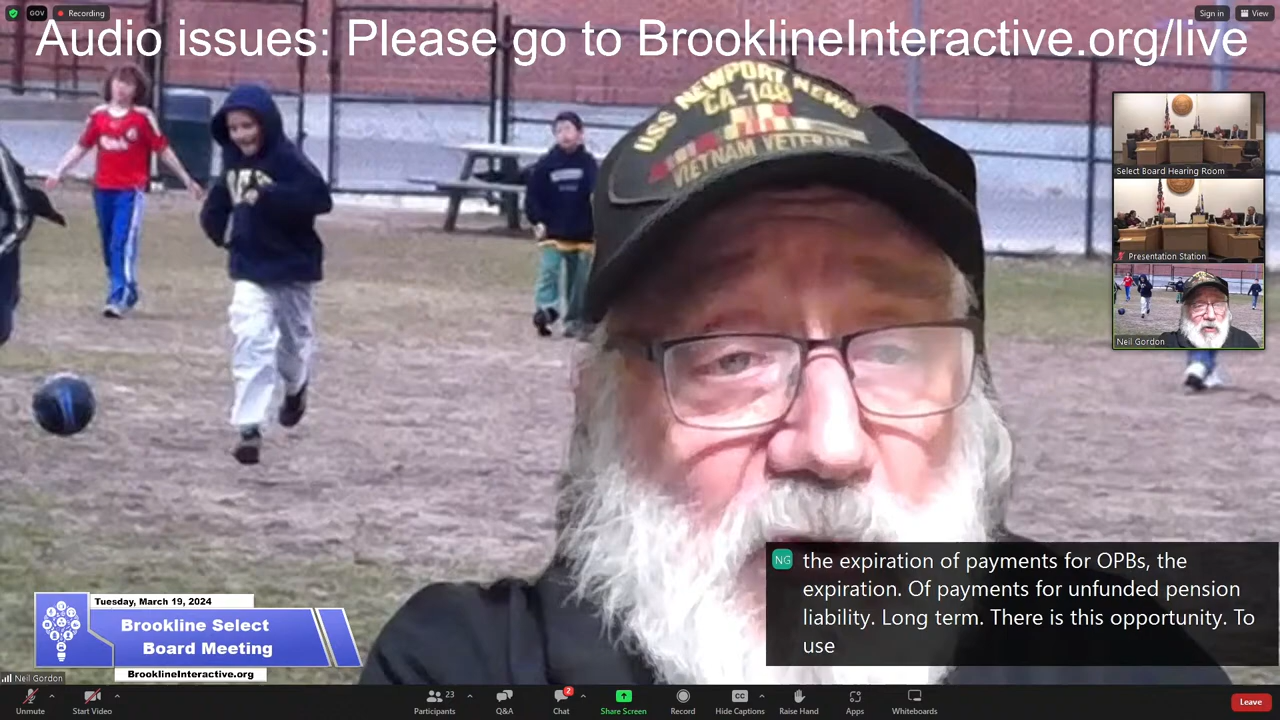 GOV
Recording
Sign in
View
Audio issues: Please go to BrooklineInteractive.org/live
USS NEWPORT NEWS
CA-148
VIETNAM VETERAN
Select Board Hearing Room
Presentation Station
Neil Gordon
NG
the expiration of payments for OPBs, the
expiration. Of payments for unfunded pension
liability. Long term. There is this opportunity. To
use
Tuesday, March 19, 2024
Brookline Select
Board Meeting
BrooklineInteractive.org
Neil Gordon
Unmute
Start Video
23
Participants
Q&A
2
Chat
Share Screen
Record
CC
Hide Captions
Raise Hand
Apps
Whiteboards
Leave